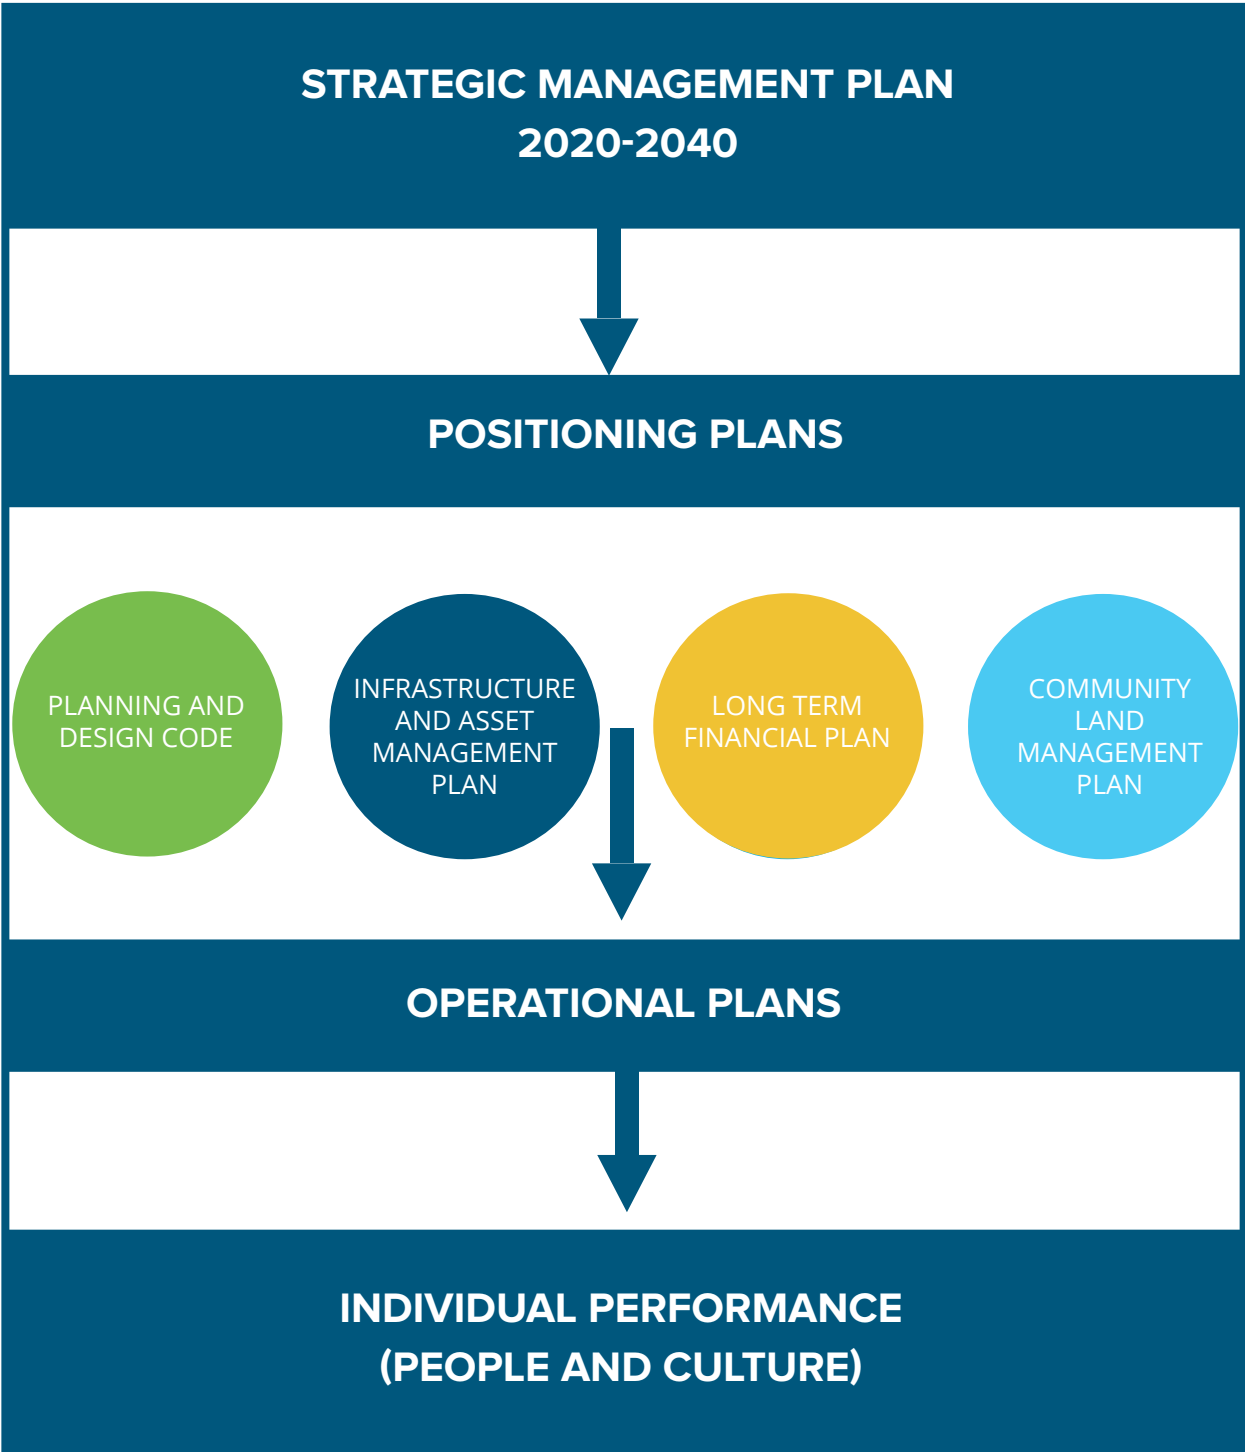 STRATEGIC MANAGEMENT PLAN
2020-2040
POSITIONING PLANS
PLANNING AND
DESIGN CODE
INFRASTRUCTURE
AND ASSET
MANAGEMENT
PLAN
LONG TERM
FINANCIAL PLAN
COMMUNITY
LAND
MANAGEMENT
PLAN
OPERATIONAL PLANS
INDIVIDUAL PERFORMANCE
(PEOPLE AND CULTURE)